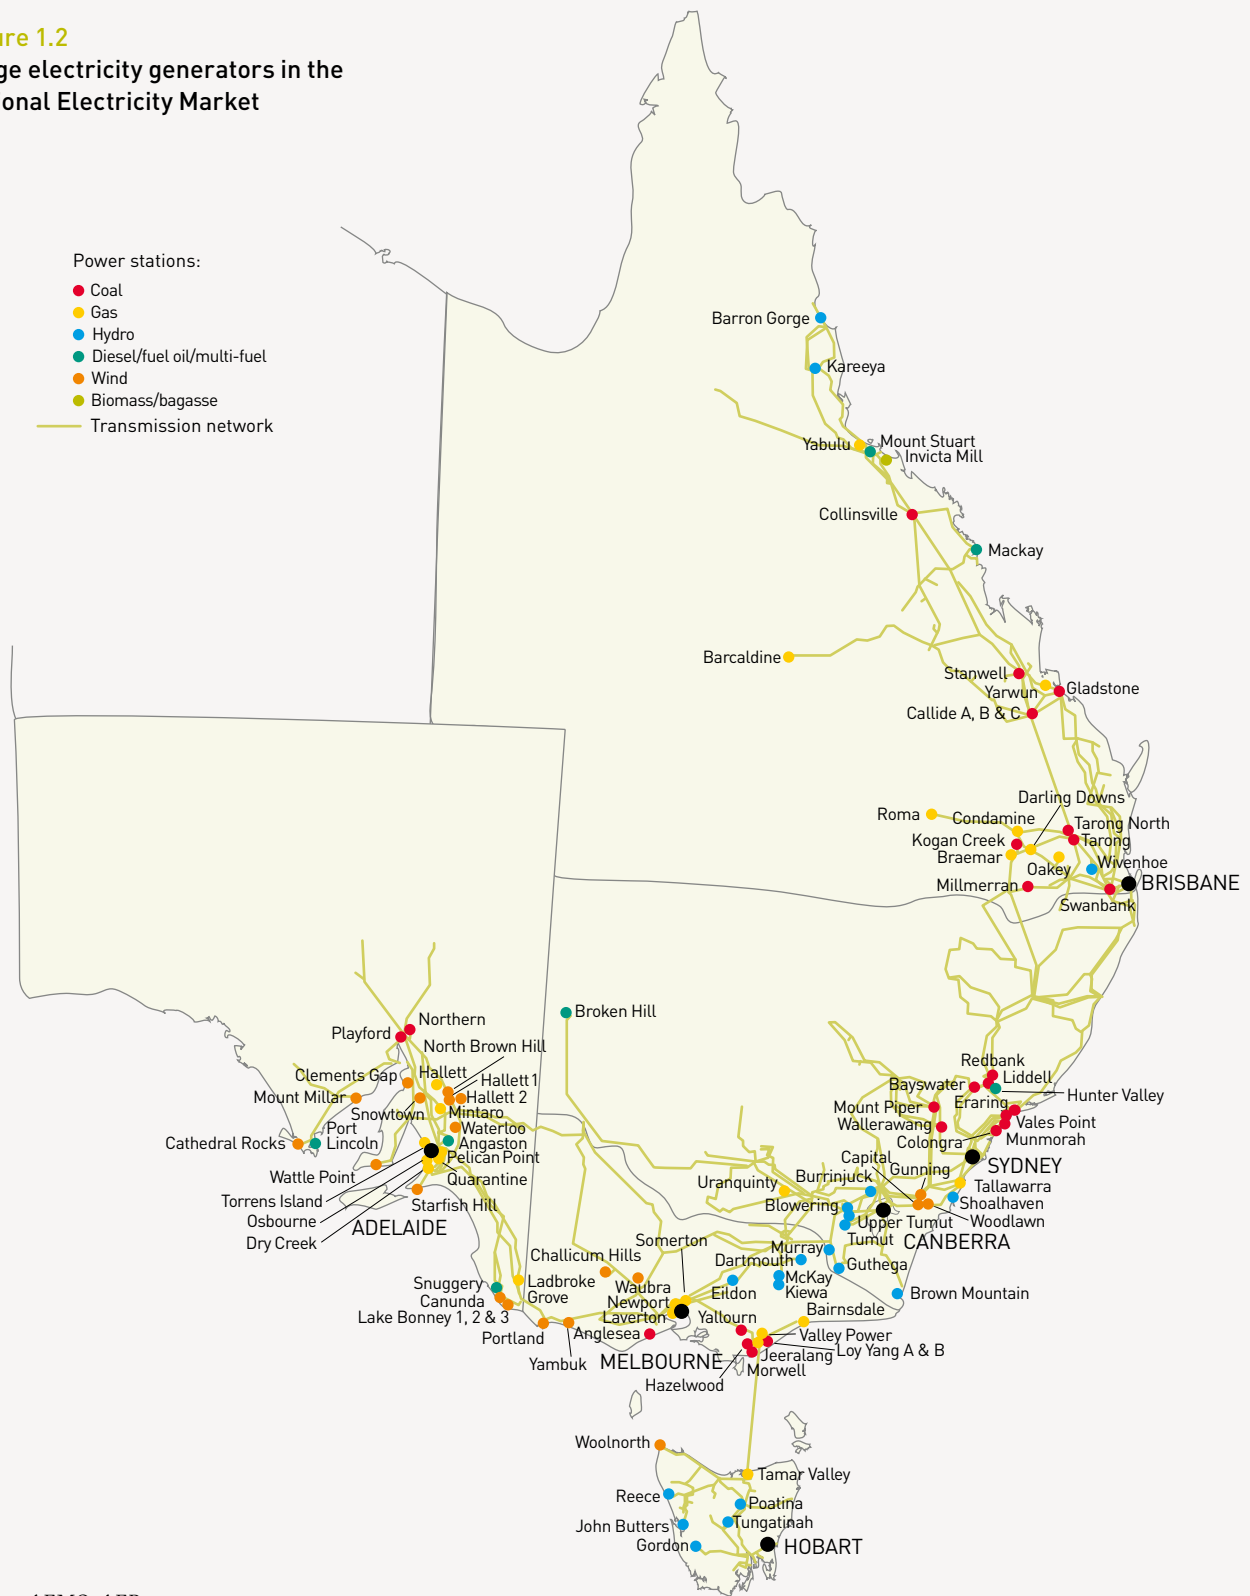 ure 1.2
ge electricity generators in the
onal Electricity Market
Power stations:
Coal
Gas
Hydro
Diesel/fuel oil/multi-fuel
Wind
Biomass/bagasse
Transmission network
Barron Gorge
Kareeya
Yabulu
Mount Stuart
Invicta Mill
Collinsville
Mackay
Barcaldine
Stanwell
Yarwun
Gladstone
Callide A, B & C
Darling Downs
Roma
Condamine
Tarong North
Kogan Creek
Tarong
Braemar
Oakey
Wivenhoe
Millmerran
BRISBANE
Swanbank
Broken Hill
Northern
Playford
North Brown Hill
Clements Gap
Hallett
Hallett 1
Mount Millar
Hallett 2
Snowtown
Mintaro
Port
Lincoln
Waterloo
Cathedral Rocks
Angaston
Pelican Point
Wattle Point
Quarantine
Torrens Island
Starfish Hill
Osbourne
ADELAIDE
Dry Creek
Redbank
Bayswater
Liddell
Hunter Valley
Eraring
Mount Piper
Wallerawang
Vales Point
Colongra
Munmorah
Capital
SYDNEY
Gunning
Uranquinty
Burrinjuck
Tallawarra
Blowering
Shoalhaven
Upper Tumut
Woodlawn
Tumut
CANBERRA
Somerton
Murray
Challicum Hills
Dartmouth
Guthega
Snuggery
Ladbroke
Grove
Waubra
McKay
Kiewa
Eildon
Brown Mountain
Canunda
Newport
Bairnsdale
Lake Bonney 1, 2 & 3
Laverton
Yallourn
Portland
Anglesea
Valley Power
Loy Yang A & B
Yambuk
MELBOURNE
Jeeralang
Morwell
Hazelwood
Woolnorth
Tamar Valley
Reece
Poatina
John Butters
Tungatinah
Gordon
HOBART